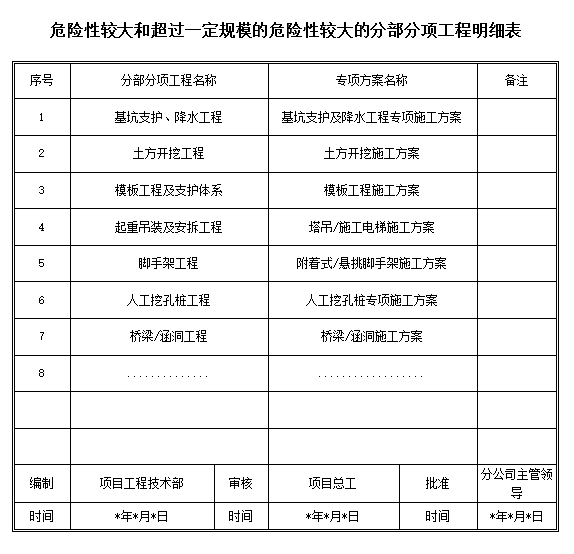 危险性较大和超过一定规模的危险性较大的分部分项工程明细表
序号 分部分项工程名称 专项方案名称 备注
1 基坑支护、降水工程 基坑支护及降水工程专项施工方案
2 土方开挖工程 土方开挖施工方案
3 模板工程及支护体系 模板工程施工方案
4 起重吊装及安拆工程 塔吊/施工电梯施工方案
5 脚手架工程 附着式/悬挑脚手架施工方案
6 人工挖孔桩工程 人工挖孔桩专项施工方案
7 桥梁/涵洞工程 桥梁/涵洞施工方案
8 .............. ..................
编制 项目工程技术部 审核 项目总工 批准 分公司主管领
导
时间 *年*月*日 时间 *年*月*日 时间 *年*月*日